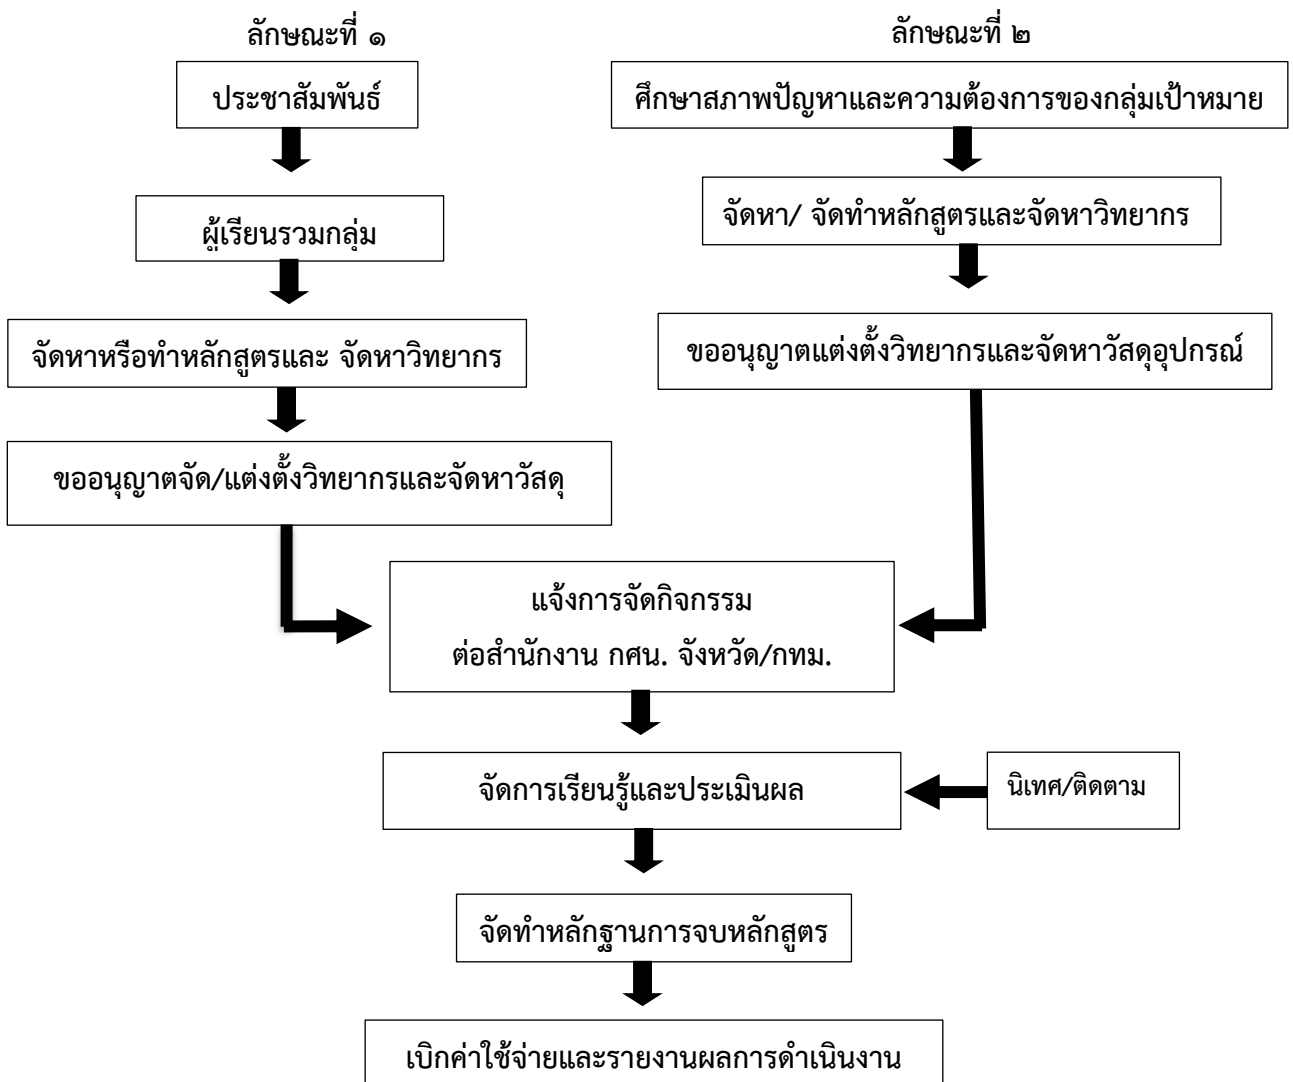 ลักษณะที่ ๑
ประชาสัมพันธ์
ผู้เรียนรวมกลุ่ม
จัดหาหรือทำหลักสูตรและ จัดหาวิทยากร
ขออนุญาตจัด/แต่งตั้งวิทยากรและจัดหาวัสดุ
ลักษณะที่ ๒
ศึกษาสภาพปัญหาและความต้องการของกลุ่มเป้าหมาย
จัดหา/ จัดทำหลักสูตรและจัดหาวิทยากร
ขออนุญาตแต่งตั้งวิทยากรและจัดหาวัสดุอุปกรณ์
แจ้งการจัดกิจกรรม
ต่อสำนักงาน กศน. จังหวัด/กทม.
จัดการเรียนรู้และประเมินผล
นิเทศ/ติดตาม
จัดทำหลักฐานการจบหลักสูตร
เบิกค่าใช้จ่ายและรายงานผลการดำเนินงาน